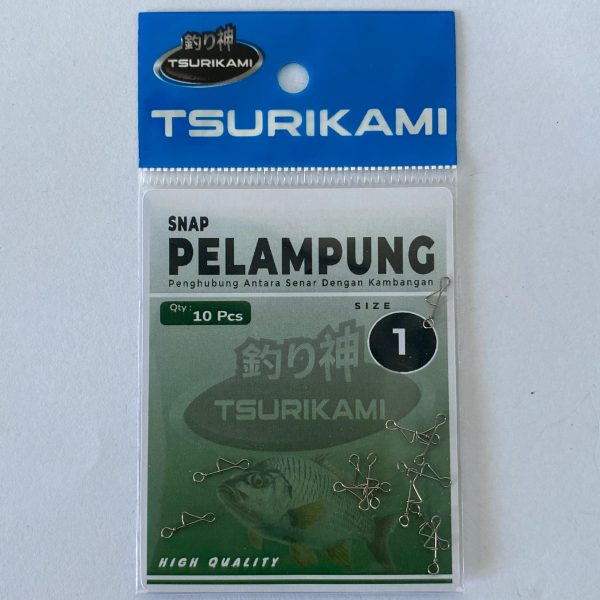 釣り神
TSURIKAMI
TSURIKAMI
SNAP
PELAMPUNG
Penghubung Antara Senar Dengan Kambangan
Qty :
10 Pcs
SIZE
1
釣り神
TSURIKAMI
HIGH QUALITY